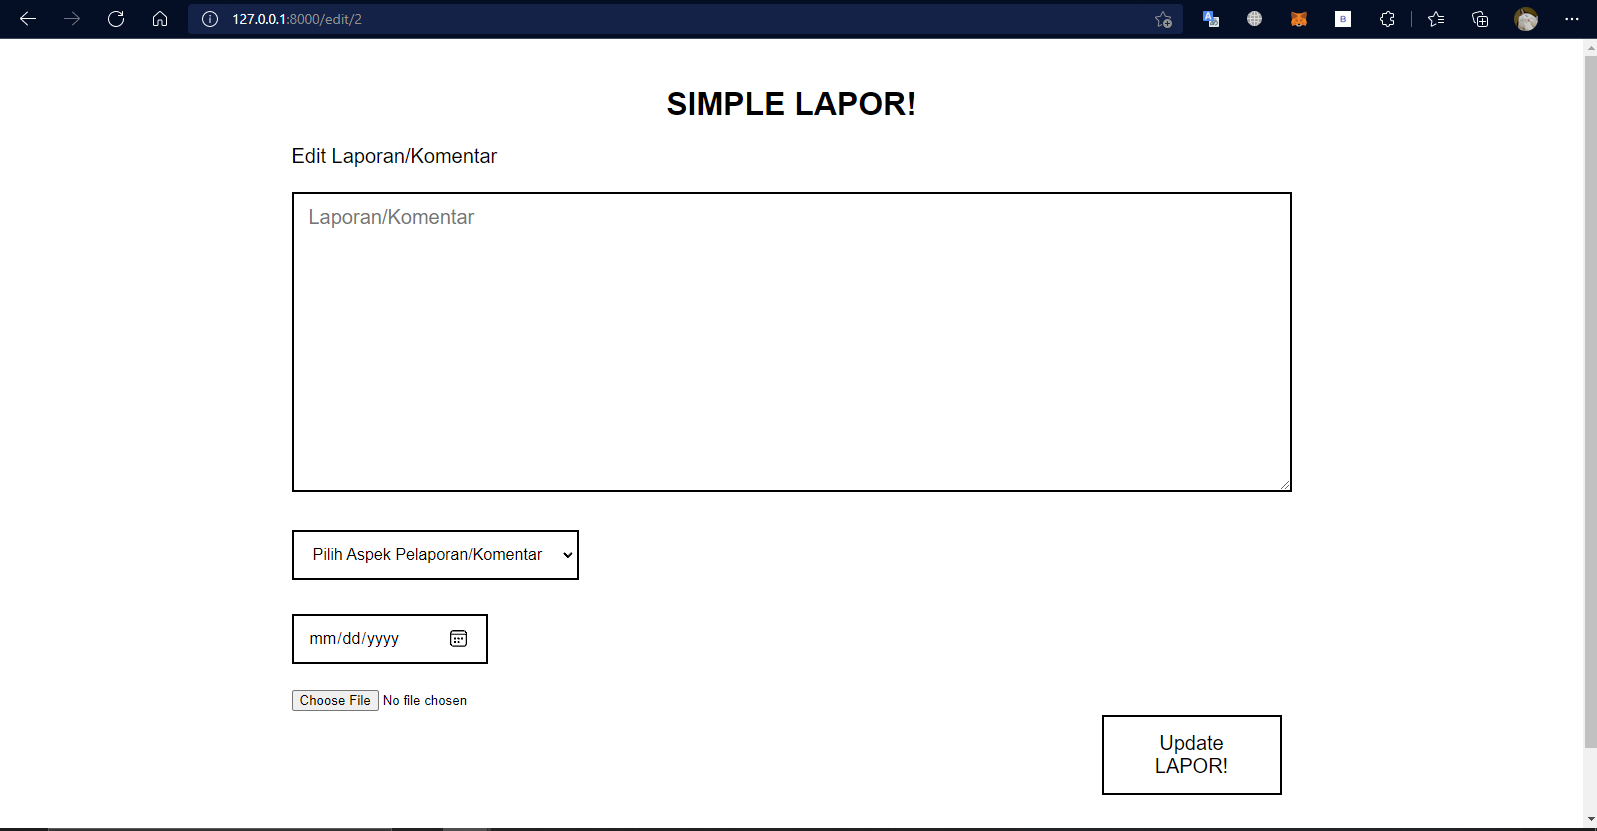 127.0.0.1:8000/edit/2
SIMPLE LAPOR!
Edit Laporan/Komentar
Laporan/Komentar
Pilih Aspek Pelaporan/Komentar
mm/dd/yyyy
Choose File No file chosen
Update
LAPOR!